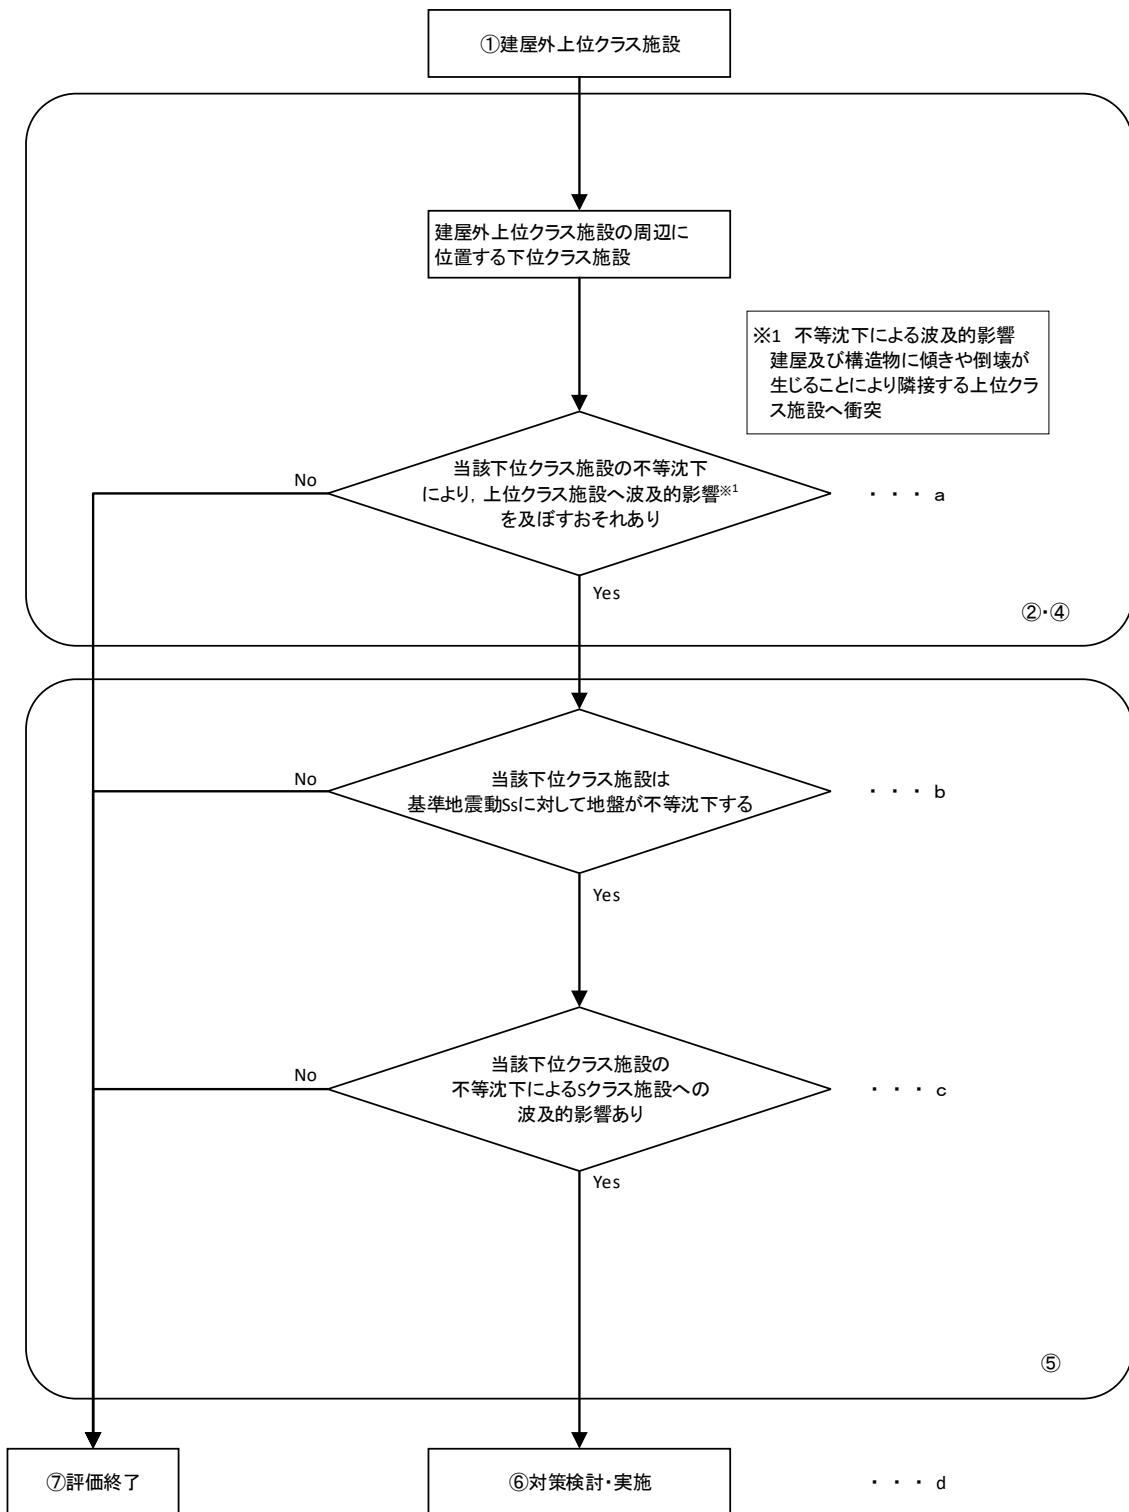 ①建屋外上位クラス施設
建屋外上位クラス施設の周辺に
位置する下位クラス施設
※1 不等沈下による波及的影響
建屋及び構造物に傾きや倒壊が
生じることにより隣接する上位クラ
ス施設へ衝突
当該下位クラス施設の不等沈下
により，上位クラス施設へ波及的影響※1
を及ぼすおそれあり
No
・・・a
Yes
②・④
当該下位クラス施設は
基準地震動Ssに対して地盤が不等沈下する
No
・・・b
Yes
当該下位クラス施設の
不等沈下によるSクラス施設への
波及的影響あり
No
・・・c
Yes
⑤
⑦評価終了
⑥対策検討・実施
・・・d